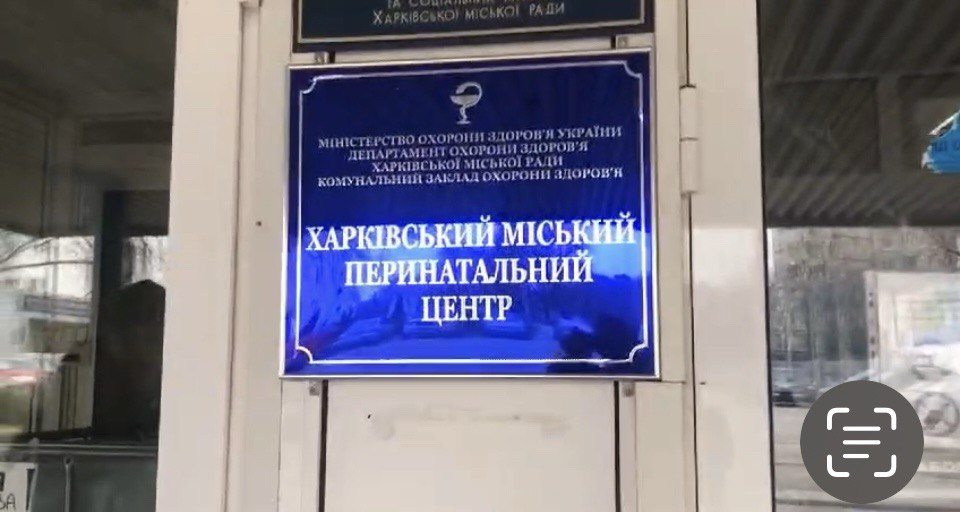 ТА СОЦІАЛЬНИ
ХАРКІВСЬКОЇ МІСЬКОЇ РАДИ
МІНІСТЕРСТВО ОХОРОНИ ЗДОРОВ'Я УКРАЇНИ
ДЕПАРТАМЕНТ ОХОРОНИ ЗДОРОВ'Я
ХАРКІВСЬКОЇ МІСЬКОЇ РАДИ
КОМУНАЛЬНИЙ ЗАКЛАД ОХОРОНИ ЗДОРОВ'Я
ХАРКІВСЬКИЙ МІСЬКИЙ
ПЕРИНАТАЛЬНИЙ
ЦЕНТР